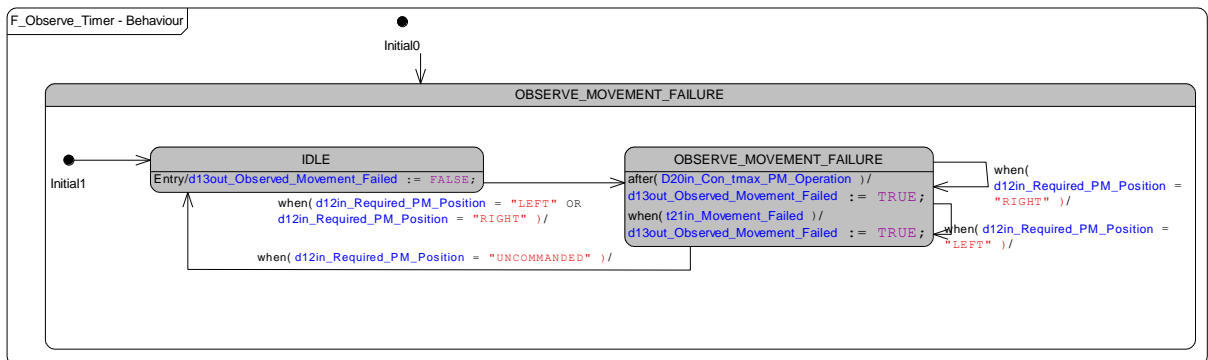 F_Observe_Timer - Behaviour
Initial0
OBSERVE_MOVEMENT_FAILURE
Initial1
IDLE
Entry/d13out_Observed_Movement_Failed := FALSE;
when( d12in_Required_PM_Position = "LEFT" OR
d12in_Required_PM_Position = "RIGHT" )/
OBSERVE_MOVEMENT_FAILURE
after( D20in_Con_tmax_PM_Operation )/
d13out_Observed_Movement_Failed := TRUE;
when( t21in_Movement_Failed )/
d13out_Observed_Movement_Failed := TRUE;
when(
d12in_Required_PM_Position =
"RIGHT" )/
when( d12in_Required_PM_Position =
"LEFT" )/
when( d12in_Required_PM_Position = "UNCOMMANDED" )/